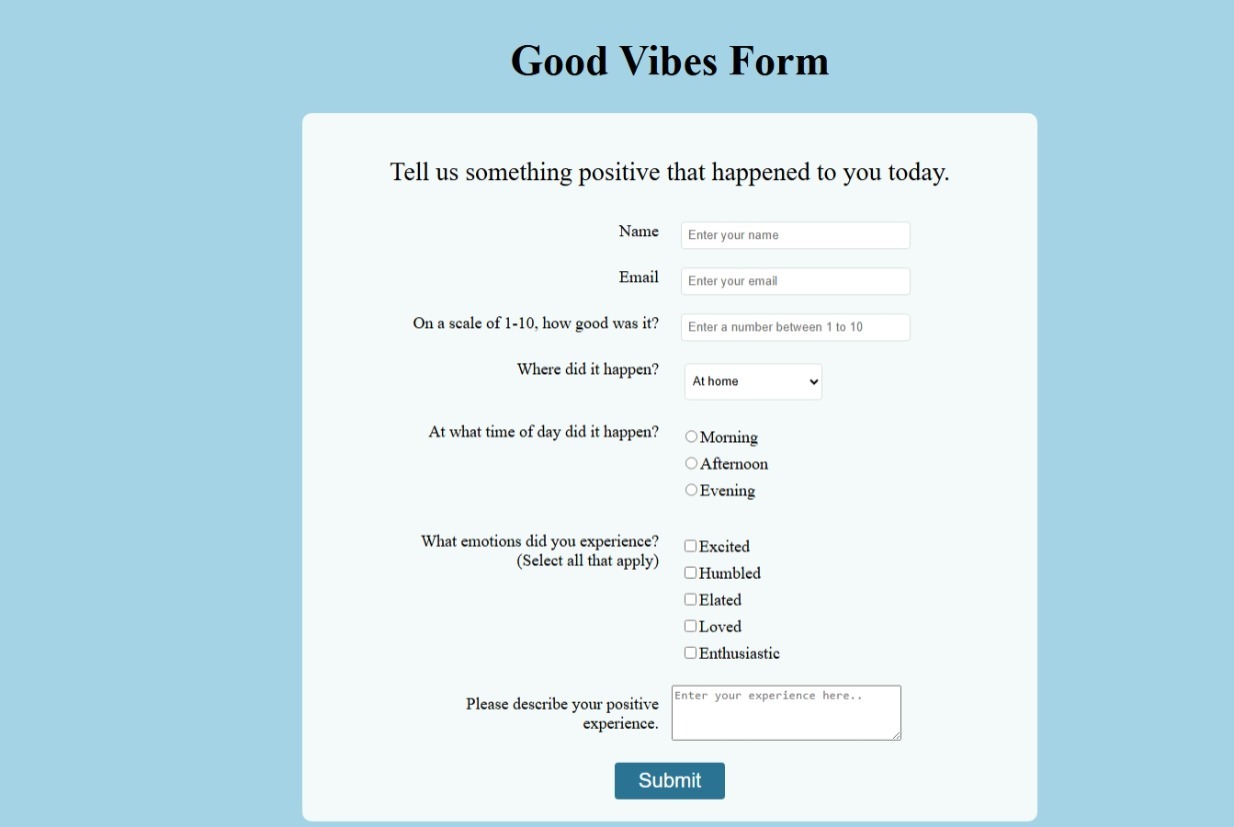 Good Vibes Form
Tell us something positive that happened to you today.
Name
Enter your name
Email
Enter your email
On a scale of 1-10, how good was it?
Enter a number between 1 to 10
Where did it happen?
At home
At what time of day did it happen?
Morning
Afternoon
Evening
What emotions did you experience?
(Select all that apply)
Excited
Humbled
Elated
Loved
Enthusiastic
Please describe your positive
experience.
Enter your experience here..
Submit